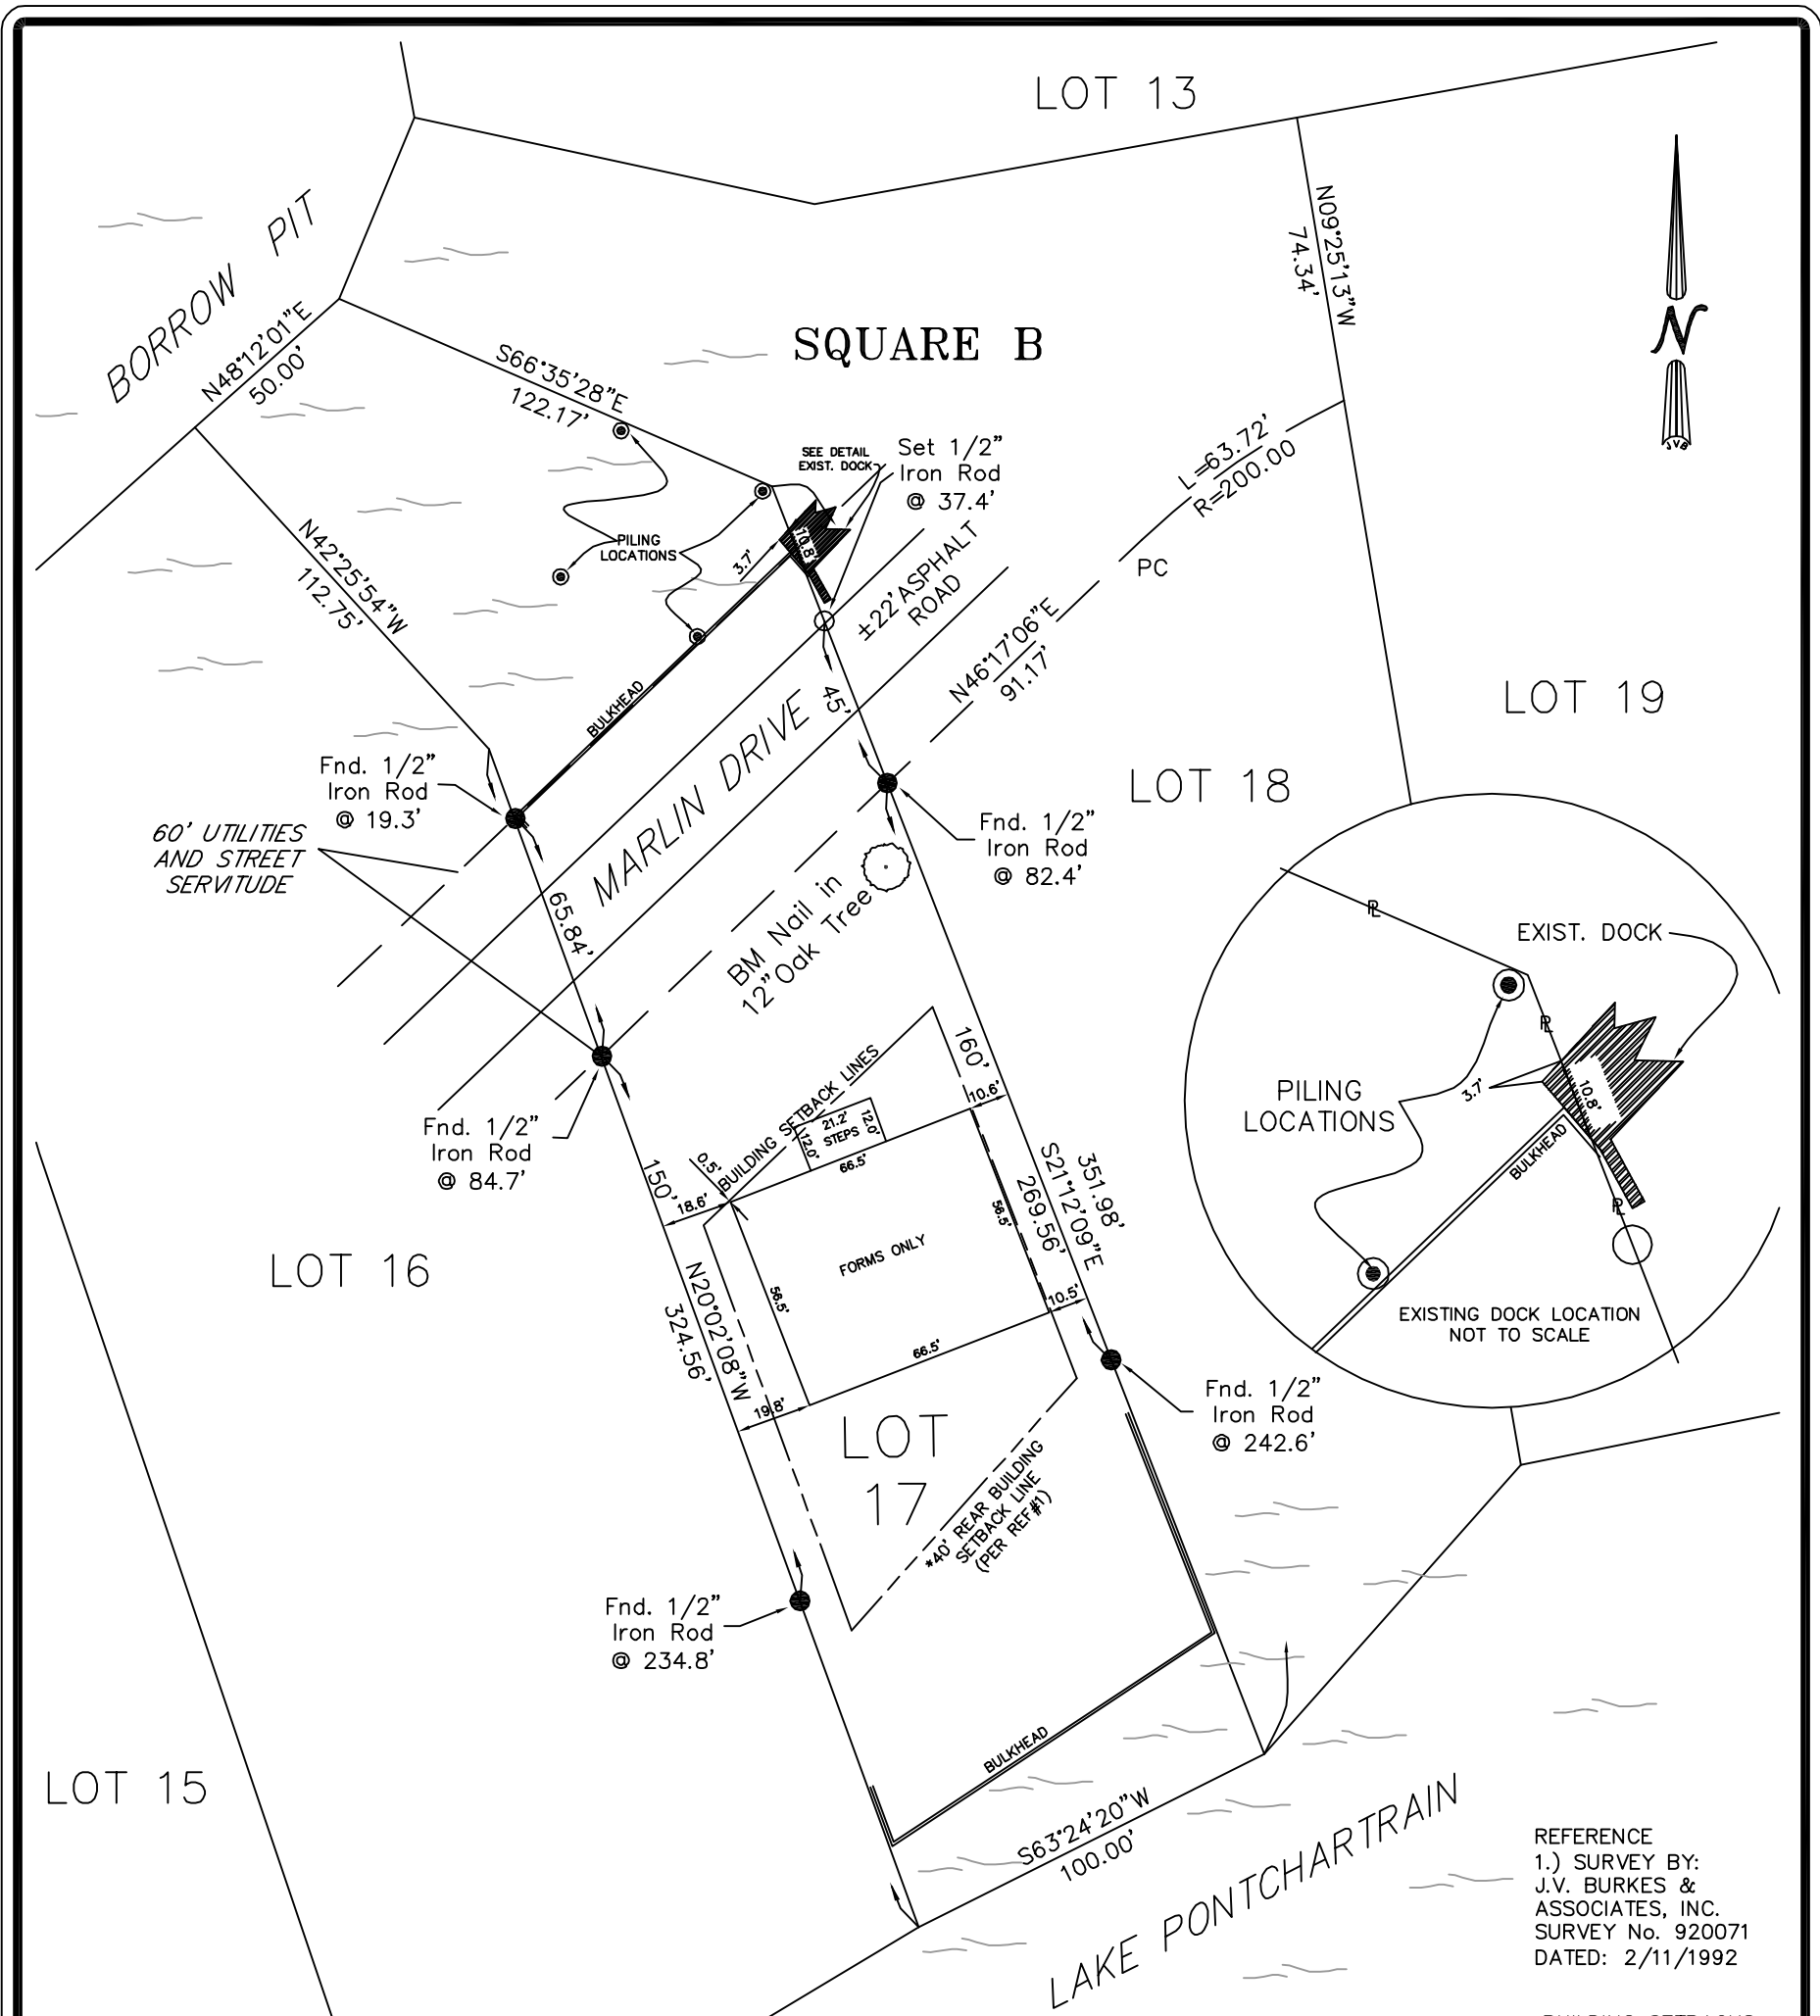 LOT 13
BORROW PIT
N48°12'01"E
50.00'
S66°35'28"E
122.17'
SQUARE B
N09°25'13"W
74.34'
N
JVB
SEE DETAIL
EXIST. DOCK
Set 1/2"
Iron Rod
@ 37.4'
L=63.72'
R=200.00
PC
N42°25'54"W
112.75'
PILING
LOCATIONS
3.7'
10.8'
±22' ASPHALT
ROAD
N46°17'06"E
91.17'
BULKHEAD
45'
MARLIN DRIVE
LOT 19
LOT 18
Fnd. 1/2"
Iron Rod
@ 19.3'
60' UTILITIES
AND STREET
SERVITUDE
65.84'
Fnd. 1/2"
Iron Rod
@ 82.4'
BM Nail in
12" Oak Tree
EXIST. DOCK
PILING
LOCATIONS
3.7'
10.8'
BULKHEAD
PL
PL
PL
EXISTING DOCK LOCATION
NOT TO SCALE
Fnd. 1/2"
Iron Rod
@ 84.7'
BUILDING SETBACK LINES
160'
10.6'
12.0'
21.2'
STEPS
12.0'
66.5'
0.5'
150'
18.6'
56.5'
FORMS ONLY
56.5'
351.98'
S21°12'09"E
269.56'
10.5'
LOT 16
N20°02'08"W
324.56'
66.5'
19.8'
LOT
17
*40' REAR BUILDING
SETBACK LINE
(PER REF#1)
Fnd. 1/2"
Iron Rod
@ 242.6'
Fnd. 1/2"
Iron Rod
@ 234.8'
BULKHEAD
LOT 15
S63°24'20"W
100.00'
LAKE PONTCHARTRAIN
REFERENCE
1.) SURVEY BY:
J.V. BURKES &
ASSOCIATES, INC.
SURVEY No. 920071
DATED: 2/11/1992